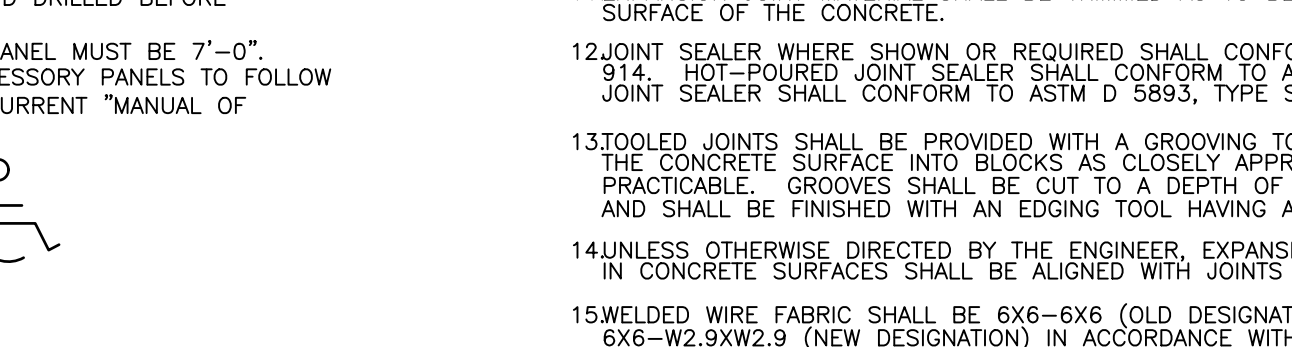 D DRILLED BEFORE
ANEL MUST BE 7'-0".
ESSORY PANELS TO FOLLOW
URRENT "MANUAL OF
SURFACE OF THE CONCRETE.
12.JOINT SEALER WHERE SHOWN OR REQUIRED SHALL CONFO
914. HOT-POURED JOINT SEALER SHALL CONFORM TO A
JOINT SEALER SHALL CONFORM TO ASTM D 5893, TYPE S
13.TOOLED JOINTS SHALL BE PROVIDED WITH A GROOVING TO
THE CONCRETE SURFACE INTO BLOCKS AS CLOSELY APPR
PRACTICABLE. GROOVES SHALL BE CUT TO A DEPTH OF
AND SHALL BE FINISHED WITH AN EDGING TOOL HAVING A
14.UNLESS OTHERWISE DIRECTED BY THE ENGINEER, EXPANSI
IN CONCRETE SURFACES SHALL BE ALIGNED WITH JOINTS
15.WELDED WIRE FABRIC SHALL BE 6X6-6X6 (OLD DESIGNAT
6X6-W2.9XW2.9 (NEW DESIGNATION) IN ACCORDANCE WITH